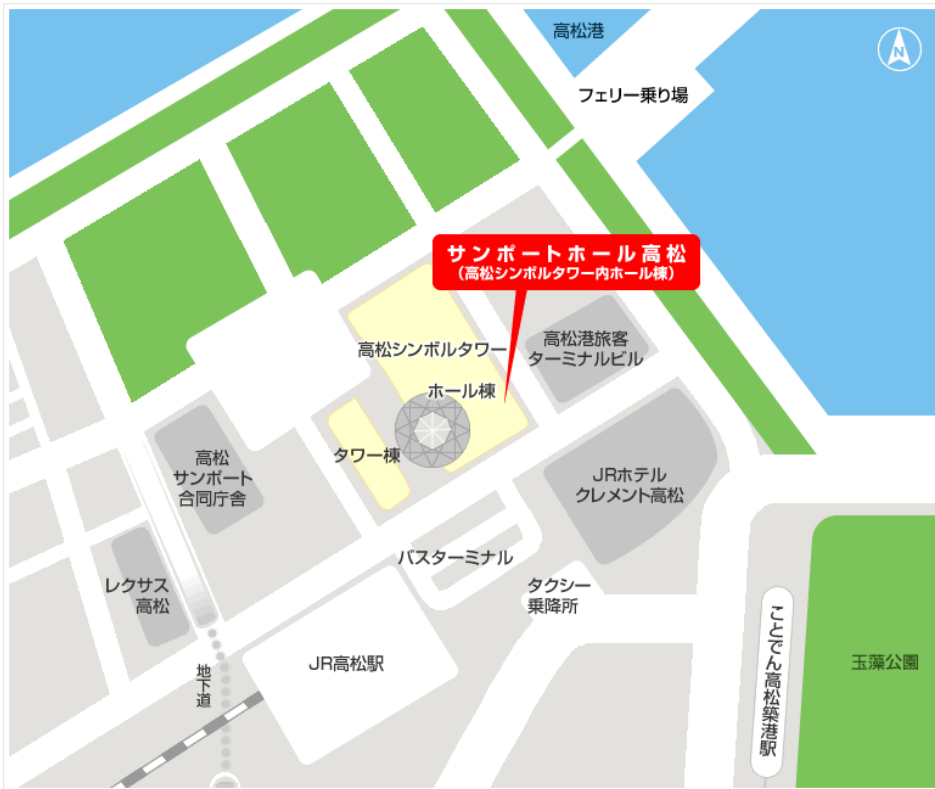 高松港
N
フェリー乗り場
サンポートホール高松
(高松シンボルタワー内ホール棟)
高松港旅客
ターミナルビル
高松シンボルタワー
ホール棟
タワー棟
高松
サンポート
合同庁舎
JRホテル
クレメント高松
バスターミナル
レクサス
高松
タクシー
乗降所
ことでん高松築港駅
JR高松駅
玉藻公園
地下道